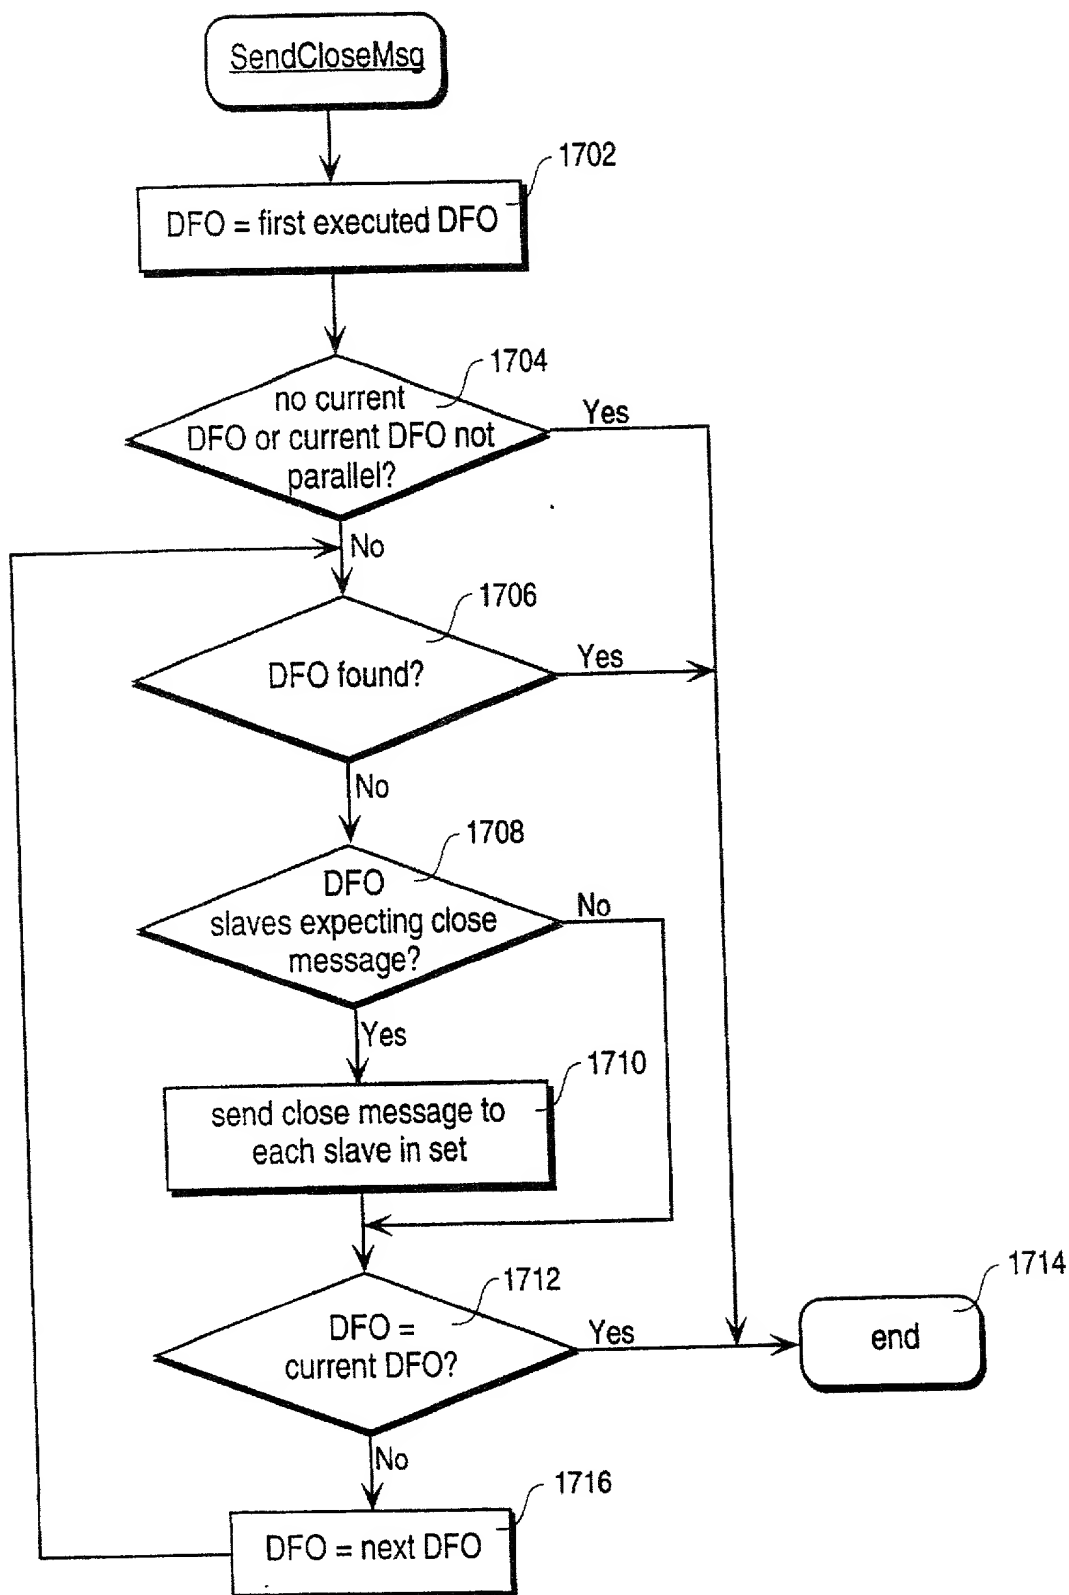 SendCloseMsg
1702
DFO = first executed DFO
1704
no current
DFO or current DFO not
parallel?
Yes
No
1706
DFO found?
Yes
No
1708
DFO
slaves expecting close
message?
No
Yes
1710
send close message to
each slave in set
1712
DFO =
current DFO?
Yes
1714
end
No
1716
DFO = next DFO